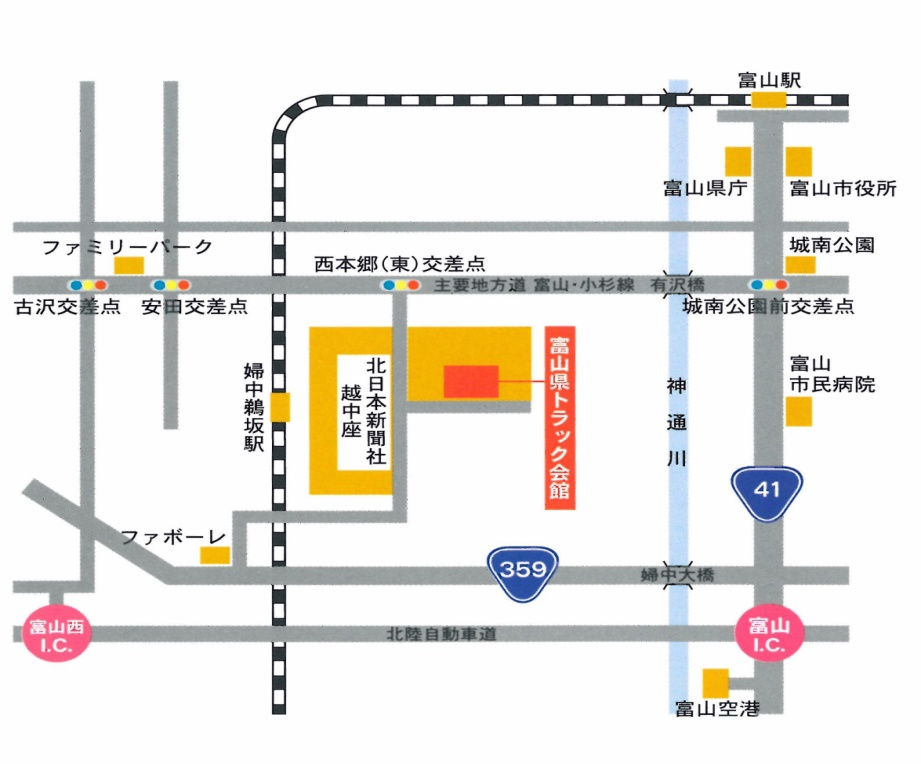 富山駅
富山県庁
富山市役所
ファミリーパーク
城南公園
西本郷(東)交差点
主要地方道 富山・小杉線 有沢橋
古沢交差点
安田交差点
城南公園前交差点
婦中鵜坂駅
北日本新聞社
越中座
富山県トラック会館
富山
市民病院
神通川
41
ファボーレ
359
婦中大橋
富山西
I.C.
北陸自動車道
富山
I.C.
富山空港